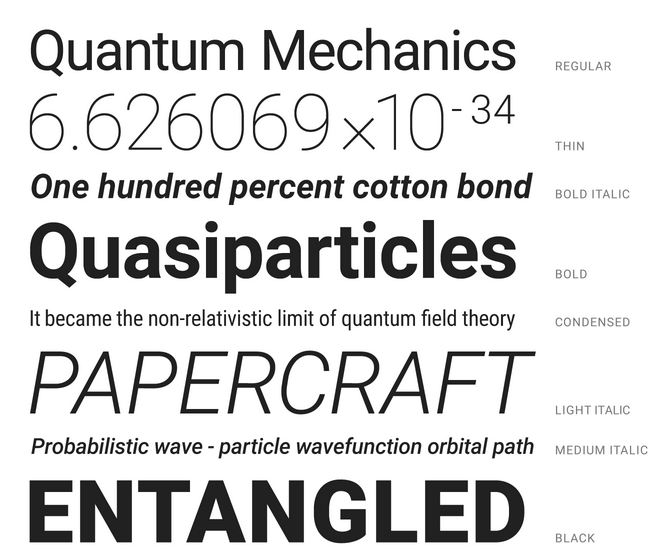 Quantum Mechanics REGULAR
6.626069×10-34 THIN
One hundred percent cotton bond BOLD ITALIC
Quasiparticles BOLD
It became the non-relativistic limit of quantum field theory CONDENSED
PAPERCRAFT LIGHT ITALIC
Probabilistic wave - particle wavefunction orbital path MEDIUM ITALIC
ENTANGLED BLACK